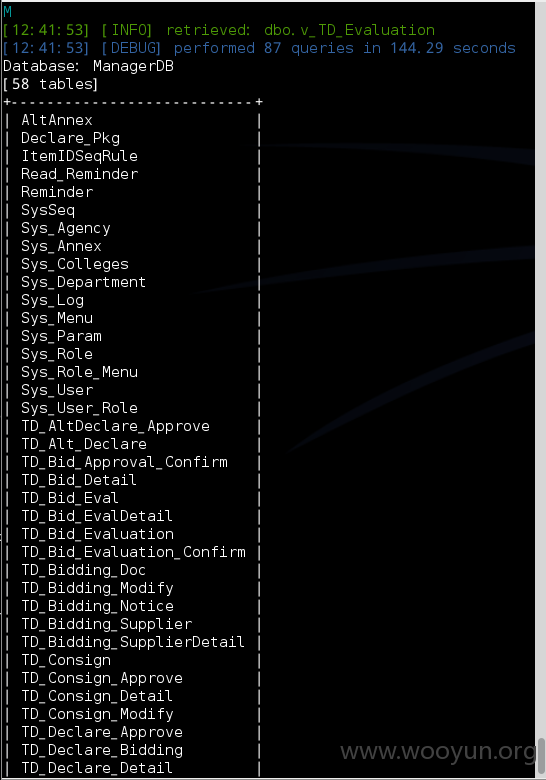 M
[12:41:53] [INFO] retrieved: dbo.v_TD_Evaluation
[12:41:53] [DEBUG] performed 87 queries in 144.29 seconds
Database: ManagerDB
[58 tables]
+---------------------------+
| AltAnnex |
| Declare_Pkg |
| ItemIDSeqRule |
| Read_Reminder |
| Reminder |
| SysSeq |
| Sys_Agency |
| Sys_Annex |
| Sys_Colleges |
| Sys_Department |
| Sys_Log |
| Sys_Menu |
| Sys_Param |
| Sys_Role |
| Sys_Role_Menu |
| Sys_User |
| Sys_User_Role |
| TD_AltDeclare_Approve |
| TD_Alt_Declare |
| TD_Bid_Approval_Confirm |
| TD_Bid_Detail |
| TD_Bid_Eval |
| TD_Bid_EvalDetail |
| TD_Bid_Evaluation |
| TD_Bid_Evaluation_Confirm |
| TD_Bidding_Doc |
| TD_Bidding_Modify |
| TD_Bidding_Notice |
| TD_Bidding_Supplier |
| TD_Bidding_SupplierDetail |
| TD_Consign |
| TD_Consign_Approve |
| TD_Consign_Detail |
| TD_Consign_Modify |
| TD_Declare_Approve |
| TD_Declare_Bidding |
| TD_Declare_Detail |
www.wooyun.org